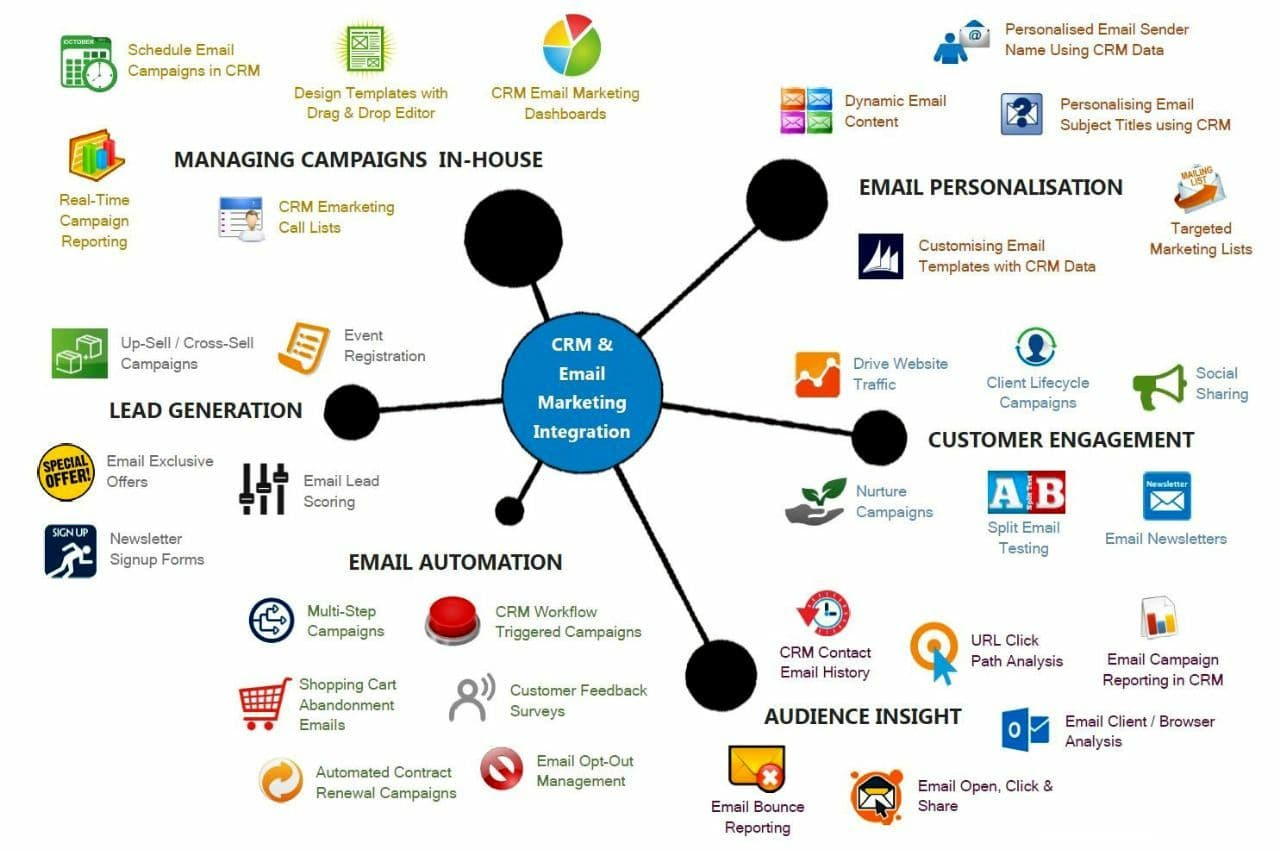 OCTOBER
Schedule Email
Campaigns in CRM
Design Templates with
Drag & Drop Editor
CRM Email Marketing
Dashboards
MANAGING CAMPAIGNS IN-HOUSE
Real-Time
Campaign
Reporting
CRM Emarketing
Call Lists
@
Personalised Email Sender
Name Using CRM Data
Dynamic Email
Content
?
Personalising Email
Subject Titles using CRM
EMAIL PERSONALISATION
MAILING
LIST
Targeted
Marketing Lists
Customising Email
Templates with CRM Data
CRM &
Email
Marketing
Integration
Up-Sell / Cross-Sell
Campaigns
Event
Registration
LEAD GENERATION
SPECIAL
OFFER!
Email Exclusive
Offers
Email Lead
Scoring
SIGN UP
Newsletter
Signup Forms
Drive Website
Traffic
Client Lifecycle
Campaigns
Social
Sharing
CUSTOMER ENGAGEMENT
Nurture
Campaigns
A Split Test B
Split Email
Testing
Newsletter
Email Newsletters
EMAIL AUTOMATION
Multi-Step
Campaigns
CRM Workflow
Triggered Campaigns
Shopping Cart
Abandonment
Emails
Customer Feedback
Surveys
Automated Contract
Renewal Campaigns
Email Opt-Out
Management
CRM Contact
Email History
URL Click
Path Analysis
Email Campaign
Reporting in CRM
AUDIENCE INSIGHT
O
Email Client / Browser
Analysis
Email Bounce
Reporting
Email Open, Click &
Share